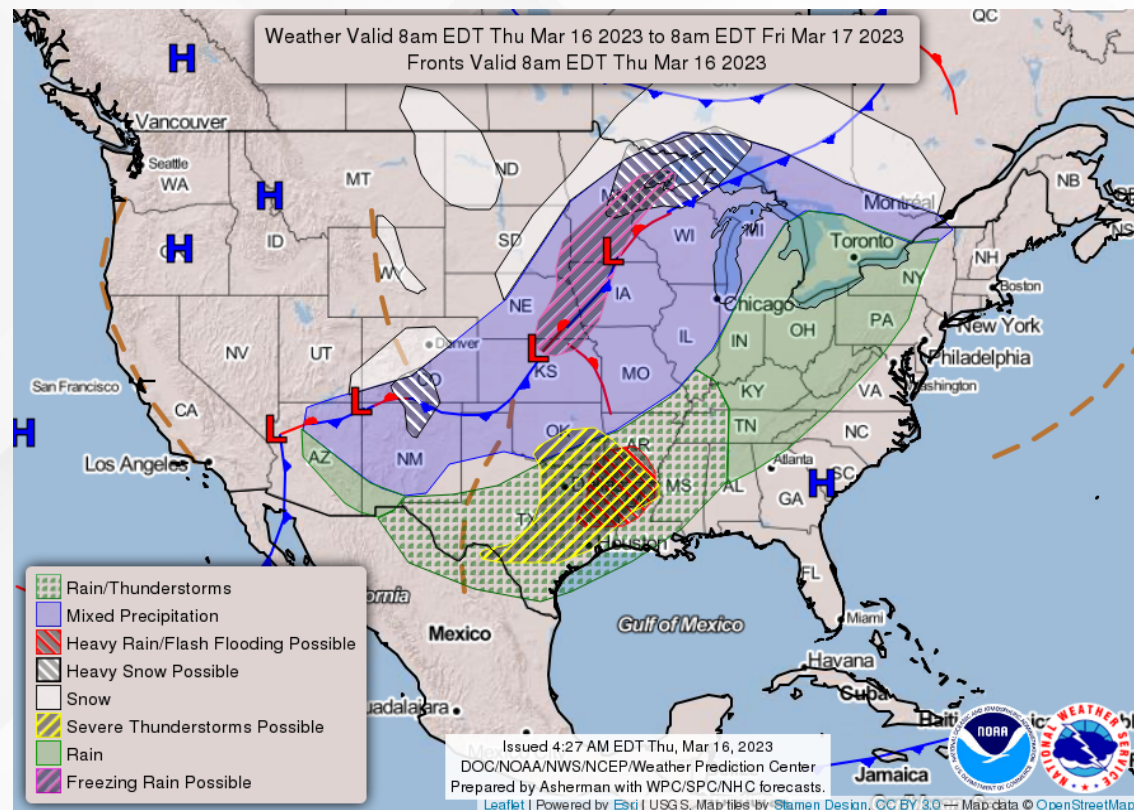 Weather Valid 8am EDT Thu Mar 16 2023 to 8am EDT Fri Mar 17 2023
Fronts Valid 8am EDT Thu Mar 16 2023
QC
H
Vancouver
Seattle
WA
MT
ND
NB
H
Montréal
H
ID
SD
WI
MI
Toronto
NS
NH
L
NY
Boston
WY
NE
IA
Chicago
PA
New York
NV
UT
Denver
IL
IN
OH
Philadelphia
L
KS
MO
San Francisco
CO
KY
VA
Washington
CA
L
H
L
OK
TN
NC
Los Angeles
AZ
NM
AR
Atlanta
SC
MS
AL
GA
H
TX
Houston
FL
Rain/Thunderstorms
Mixed Precipitation
Heavy Rain/Flash Flooding Possible
Heavy Snow Possible
Snow
Severe Thunderstorms Possible
Rain
Freezing Rain Possible
Mexico
Gulf of Mexico
Miami
Havana
Cuba
Jamaica
Issued 4:27 AM EDT Thu, Mar 16, 2023
DOC/NOAA/NWS/NCEP/Weather Prediction Center
Prepared by Asherman with WPC/SPC/NHC forecasts.
NOAA
NATIONAL WEATHER SERVICE
Leaflet | Powered by Esri | USGS, Map tiles by Stamen Design, CC BY 3.0 — Map data © OpenStreetMap